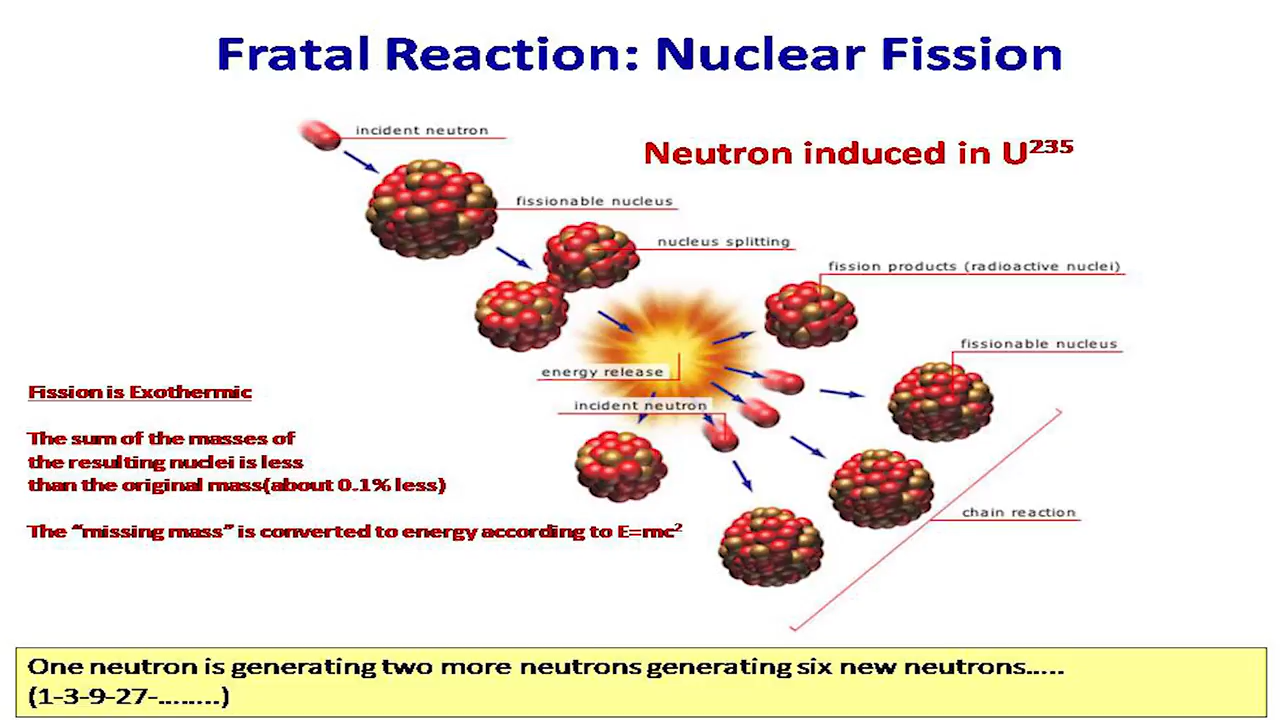 Fratal Reaction: Nuclear Fission
incident neutron
Neutron induced in U²³⁵
fissionable nucleus
nucleus splitting
fission products (radioactive nuclei)
fissionable nucleus
energy release
incident neutron
chain reaction
Fission is Exothermic
The sum of the masses of
the resulting nuclei is less
than the original mass(about 0.1% less)
The “missing mass” is converted to energy according to E=mc²
One neutron is generating two more neutrons generating six new neutrons.....
(1-3-9-27-........)